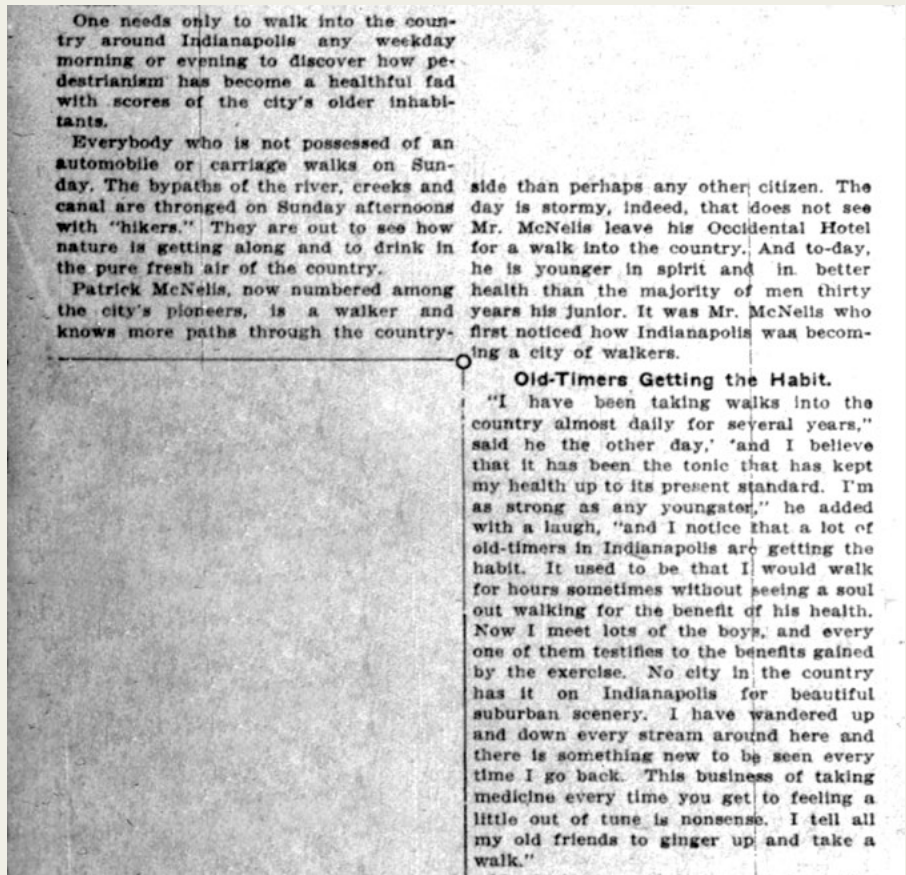 One needs only to walk into the coun-
try around Indianapolis any weekday
morning or evening to discover how pe-
destrianism has become a healthful fad
with scores of the city's older inhabi-
tants.
Everybody who is not possessed of an
automobile or carriage walks on Sun-
day. The bypaths of the river, creeks and
canal are thronged on Sunday afternoons
with "hikers." They are out to see how
nature is getting along and to drink in
the pure fresh air of the country.
Patrick McNelis, now numbered among
the city's pioneers, is a walker and
knows more paths through the country-
side than perhaps any other citizen. The
day is stormy, indeed, that does not see
Mr. McNelis leave his Occidental Hotel
for a walk into the country. And to-day,
he is younger in spirit and in better
health than the majority of men thirty
years his junior. It was Mr. McNelis who
first noticed how Indianapolis was becom-
ing a city of walkers.
Old-Timers Getting the Habit.
"I have been taking walks into the
country almost daily for several years,"
said he the other day,' 'and I believe
that it has been the tonic that has kept
my health up to its present standard. I'm
as strong as any youngster," he added
with a laugh, "and I notice that a lot of
old-timers in Indianapolis are getting the
habit. It used to be that I would walk
for hours sometimes without seeing a soul
out walking for the benefit of his health.
Now I meet lots of the boys, and every
one of them testifies to the benefits gained
by the exercise. No city in the country
has it on Indianapolis for beautiful
suburban scenery. I have wandered up
and down every stream around here and
there is something new to be seen every
time I go back. This business of taking
medicine every time you get to feeling a
little out of tune is nonsense. I tell all
my old friends to ginger up and take a
walk."